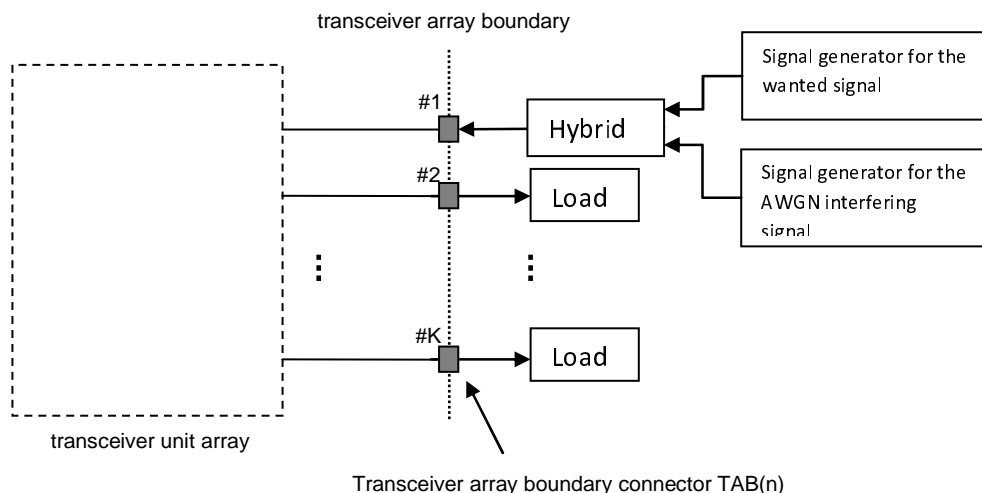 transceiver array boundary
#1
Hybrid
Signal generator for the
wanted signal
#2
Load
Signal generator for the
AWGN interfering
signal
#K
Load
transceiver unit array
Transceiver array boundary connector TAB(n)